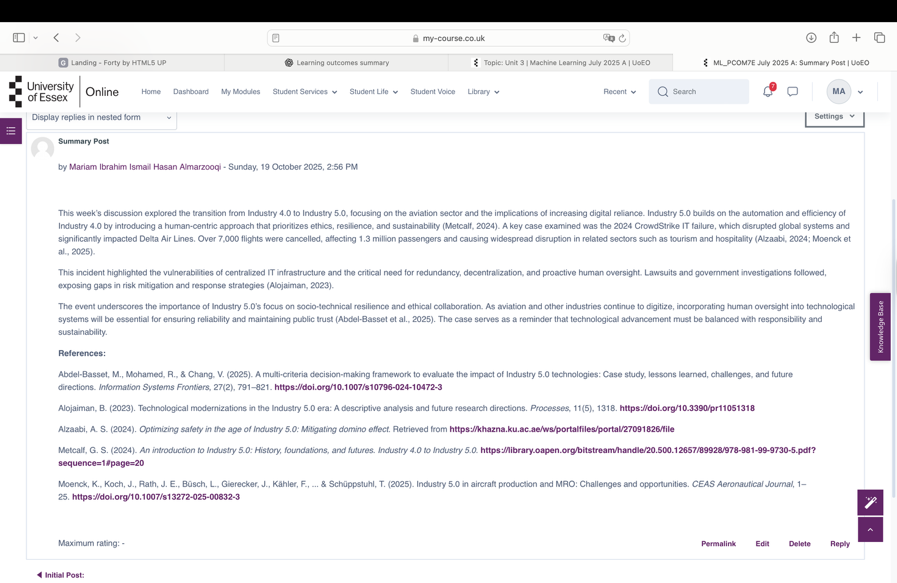 my-course.co.uk
Landing - Forty by HTML5 UP
Learning outcomes summary
Topic: Unit 3 | Machine Learning July 2025 A | UoEO
ML_PCOM7E July 2025 A: Summary Post | UoEO
University
of Essex
Online
Home
Dashboard
My Modules
Student Services
Student Life
Student Voice
Library
Recent
Search
7
MA
Display replies in nested form
Settings
Summary Post
by Mariam Ibrahim Ismail Hasan Almarzooqi - Sunday, 19 October 2025, 2:56 PM
This week's discussion explored the transition from Industry 4.0 to Industry 5.0, focusing on the aviation sector and the implications of increasing digital reliance. Industry 5.0 builds on the automation and efficiency of
Industry 4.0 by introducing a human-centric approach that prioritizes ethics, resilience, and sustainability (Metcalf, 2024). A key case examined was the 2024 CrowdStrike IT failure, which disrupted global systems and
significantly impacted Delta Air Lines. Over 7,000 flights were cancelled, affecting 1.3 million passengers and causing widespread disruption in related sectors such as tourism and hospitality (Alzaabi, 2024; Moenck et
al., 2025).
This incident highlighted the vulnerabilities of centralized IT infrastructure and the critical need for redundancy, decentralization, and proactive human oversight. Lawsuits and government investigations followed,
exposing gaps in risk mitigation and response strategies (Alojaiman, 2023).
The event underscores the importance of Industry 5.0's focus on socio-technical resilience and ethical collaboration. As aviation and other industries continue to digitize, incorporating human oversight into technological
systems will be essential for ensuring reliability and maintaining public trust (Abdel-Basset et al., 2025). The case serves as a reminder that technological advancement must be balanced with responsibility and
sustainability.
References:
Abdel-Basset, M., Mohamed, R., & Chang, V. (2025). A multi-criteria decision-making framework to evaluate the impact of Industry 5.0 technologies: Case study, lessons learned, challenges, and future
directions. Information Systems Frontiers, 27(2), 791–821. https://doi.org/10.1007/s10796-024-10472-3
Alojaiman, B. (2023). Technological modernizations in the Industry 5.0 era: A descriptive analysis and future research directions. Processes, 11(5), 1318. https://doi.org/10.3390/pr11051318
Alzaabi, A. S. (2024). Optimizing safety in the age of Industry 5.0: Mitigating domino effect. Retrieved from https://khazna.ku.ac.ae/ws/portalfiles/portal/27091826/file
Metcalf, G. S. (2024). An introduction to Industry 5.0: History, foundations, and futures. Industry 4.0 to Industry 5.0. https://library.oapen.org/bitstream/handle/20.500.12657/89928/978-981-99-9730-5.pdf?
sequence=1#page=20
Moenck, K., Koch, J., Rath, J. E., Büsch, L., Gierecker, J., Kähler, F., ... & Schüppstuhl, T. (2025). Industry 5.0 in aircraft production and MRO: Challenges and opportunities. CEAS Aeronautical Journal, 1–
25. https://doi.org/10.1007/s13272-025-00832-3
Maximum rating: -
Permalink
Edit
Delete
Reply
Initial Post:
Knowledge Base